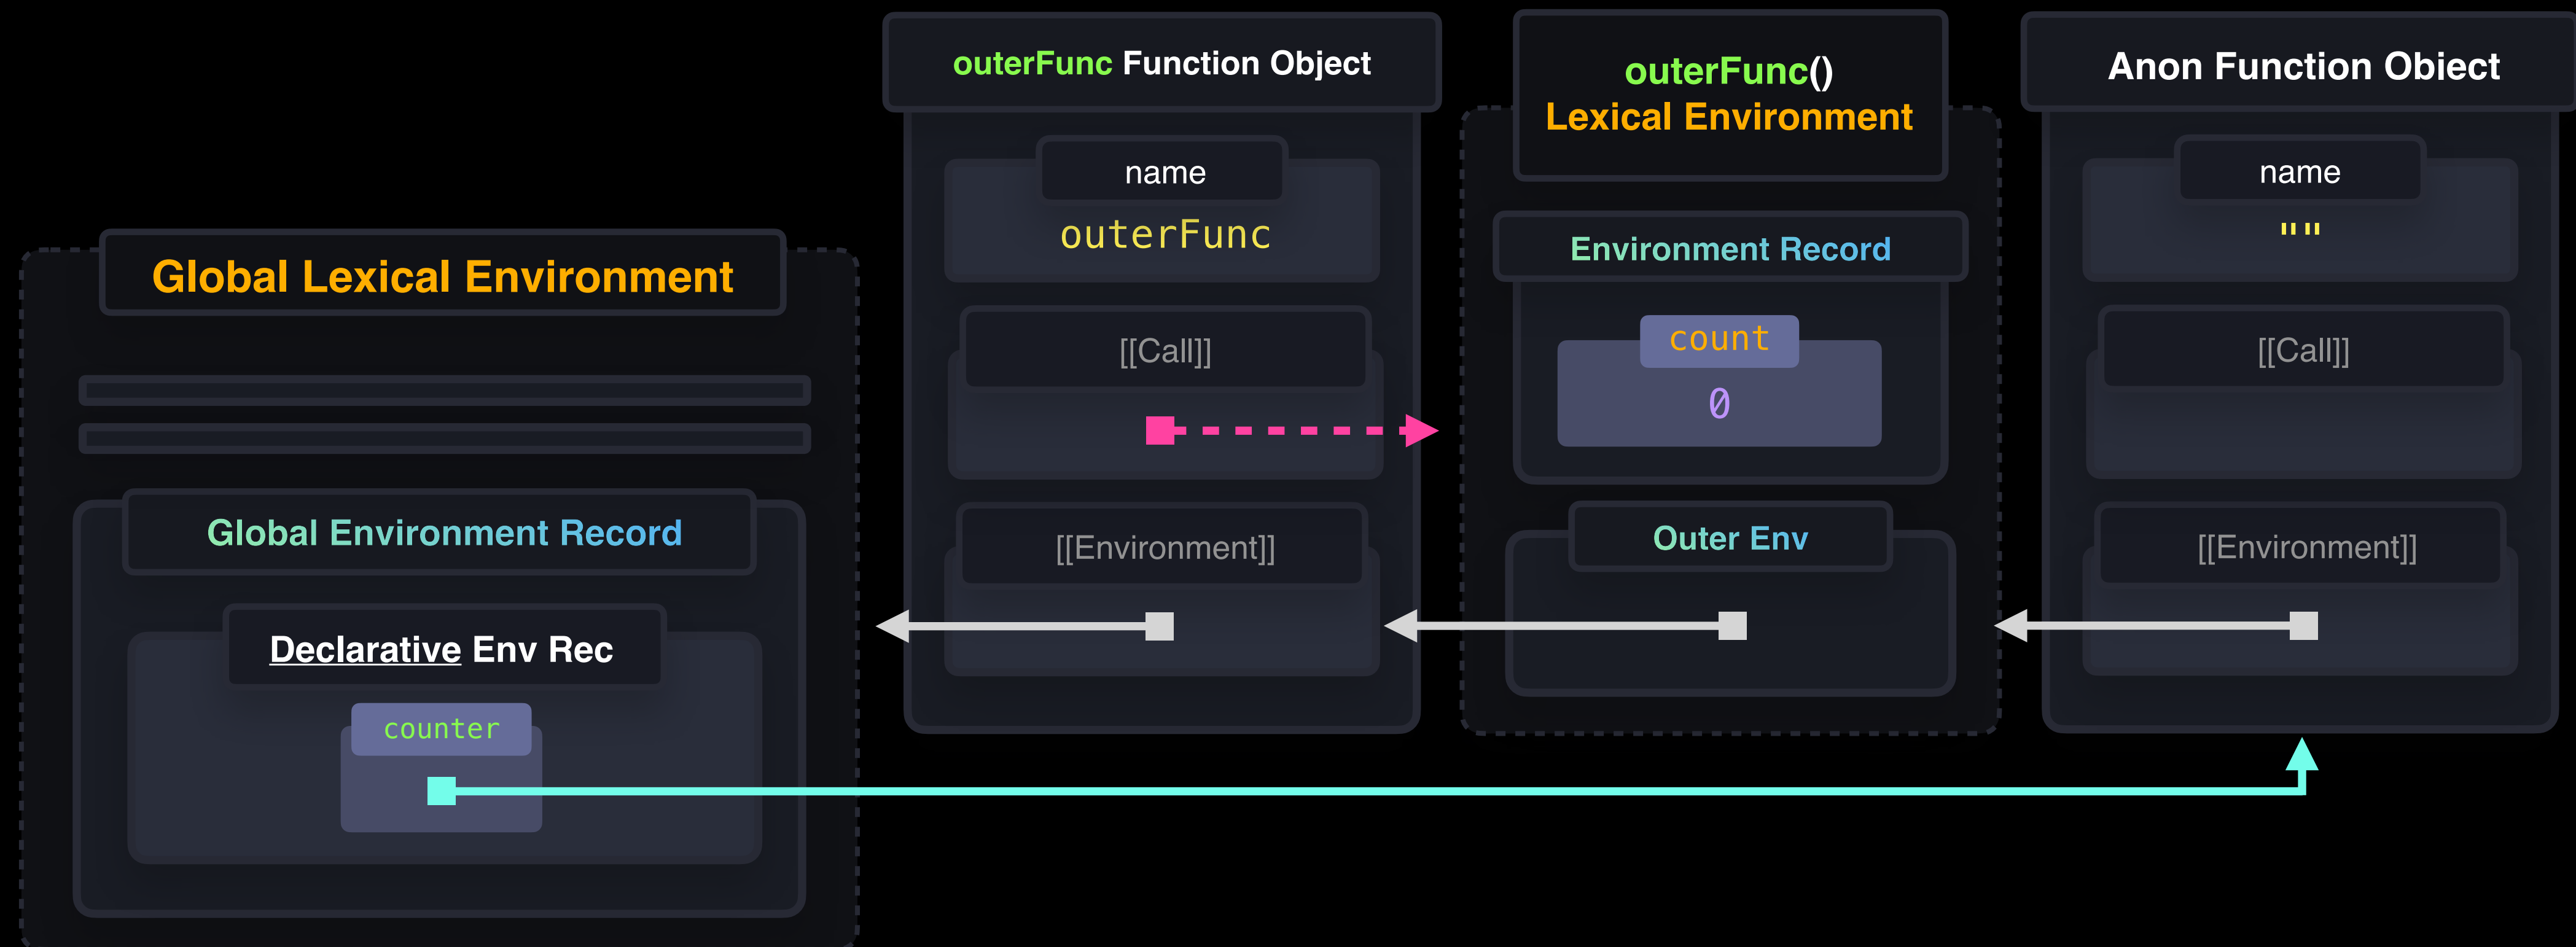 Global Lexical Environment
Global Environment Record
Declarative Env Rec
counter
outerFunc Function Object
name
outerFunc
[[Call]]
[[Environment]]
outerFunc()
Lexical Environment
Environment Record
count
0
Outer Env
Anon Function Object
name
""
[[Call]]
[[Environment]]